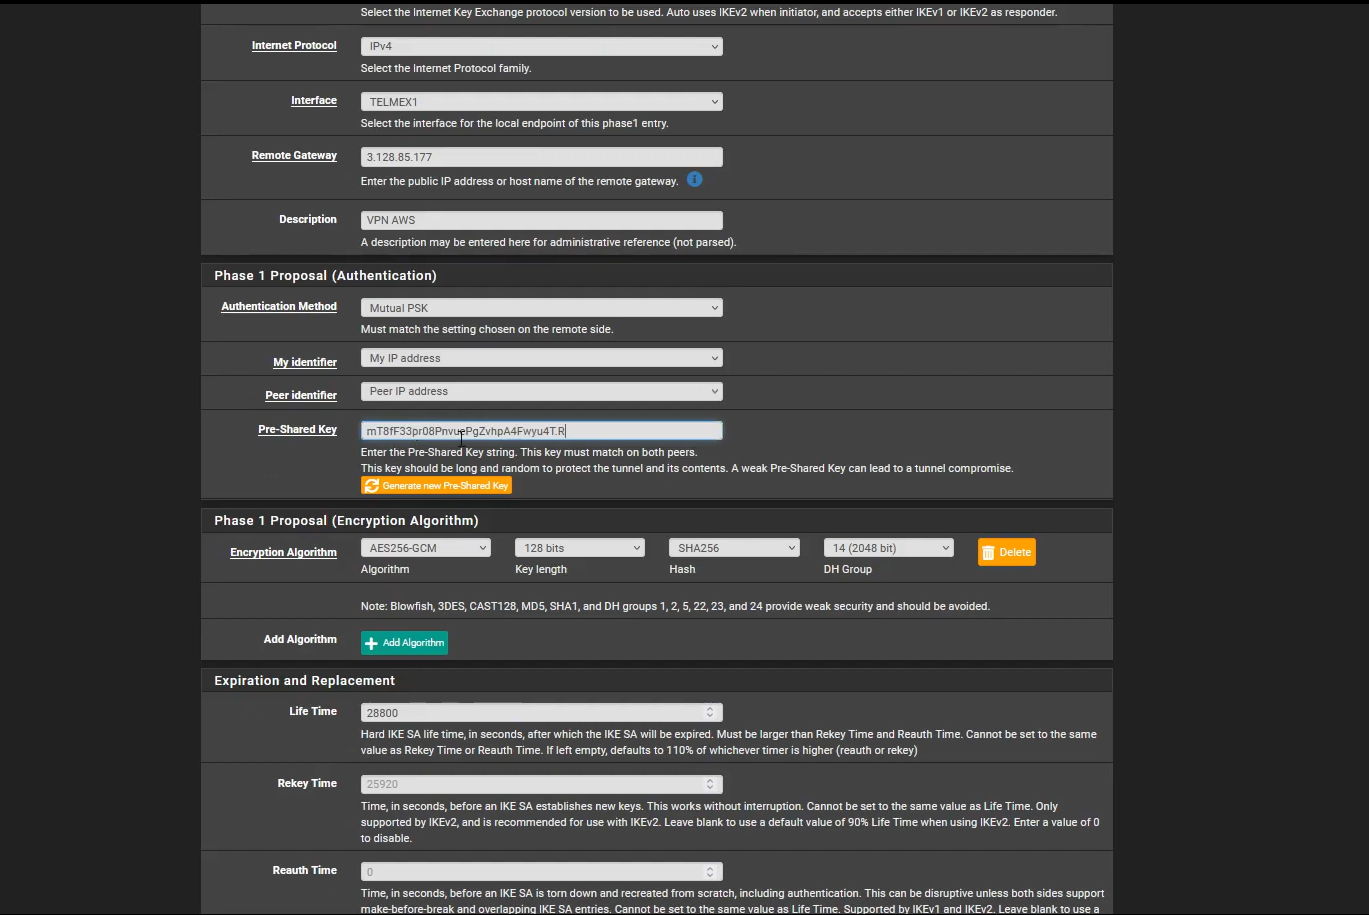 Select the Internet Key Exchange protocol version to be used. Auto uses IKEv2 when initiator, and accepts either IKEv1 or IKEv2 as responder.
Internet Protocol
IPv4
Select the Internet Protocol family.
Interface
TELMEX1
Select the interface for the local endpoint of this phase1 entry.
Remote Gateway
3.128.85.177
Enter the public IP address or host name of the remote gateway.
Description
VPN AWS
A description may be entered here for administrative reference (not parsed).
Phase 1 Proposal (Authentication)
Authentication Method
Mutual PSK
Must match the setting chosen on the remote side.
My identifier
My IP address
Peer identifier
Peer IP address
Pre-Shared Key
mT8fF33pr08PnvuePgZvhpA4Fwyu4T.R
Enter the Pre-Shared Key string. This key must match on both peers.
This key should be long and random to protect the tunnel and its contents. A weak Pre-Shared Key can lead to a tunnel compromise.
Generate new Pre-Shared Key
Phase 1 Proposal (Encryption Algorithm)
Encryption Algorithm
AES256-GCM 128 bits SHA256 14 (2048 bit) Delete
Algorithm Key length Hash DH Group
Note: Blowfish, 3DES, CAST128, MD5, SHA1, and DH groups 1, 2, 5, 22, 23, and 24 provide weak security and should be avoided.
Add Algorithm
Add Algorithm
Expiration and Replacement
Life Time
28800
Hard IKE SA life time, in seconds, after which the IKE SA will be expired. Must be larger than Rekey Time and Reauth Time. Cannot be set to the same
value as Rekey Time or Reauth Time. If left empty, defaults to 110% of whichever timer is higher (reauth or rekey)
Rekey Time
25920
Time, in seconds, before an IKE SA establishes new keys. This works without interruption. Cannot be set to the same value as Life Time. Only
supported by IKEv2, and is recommended for use with IKEv2. Leave blank to use a default value of 90% Life Time when using IKEv2. Enter a value of 0
to disable.
Reauth Time
0
Time, in seconds, before an IKE SA is torn down and recreated from scratch, including authentication. This can be disruptive unless both sides support
make-before-break and overlapping IKE SA entries. Cannot be set to the same value as Life Time. Supported by IKEv1 and IKEv2. Leave blank to use a